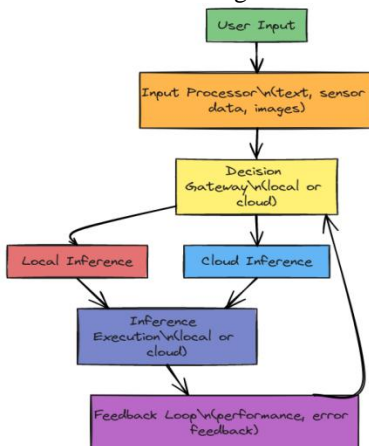 User Input
Input Processor\n(text, sensor
data, images)
Decision
Gateway\n(local or
cloud)
Local Inference
Cloud Inference
Inference
Execution\n(local or
cloud)
Feedback Loop\n(performance, error
feedback)